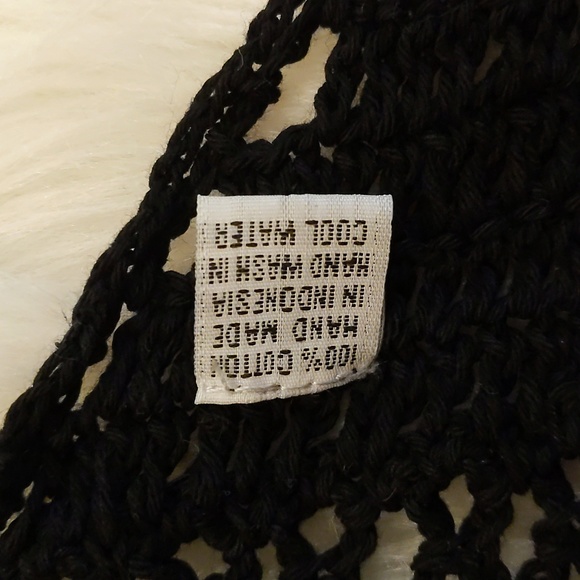 100% COTTON
HAND MADE
IN INDONESIA
HAND WASH IN
COOL WATER